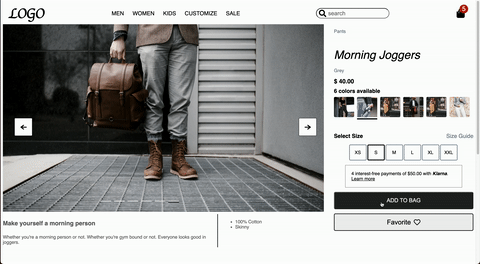 LOGO
MEN WOMEN KIDS CUSTOMIZE SALE
search
5
Pants
Morning Joggers
Grey
$ 40.00
6 colors available
Select Size
Size Guide
XS S M L XL XXL
4 interest-free payments of $50.00 with Klarna
Learn more
ADD TO BAG
Favorite
Make yourself a morning person
Whether you're a morning person or not. Whether you're gym bound or not. Everyone looks good in
joggers.
100% Cotton
Skinny